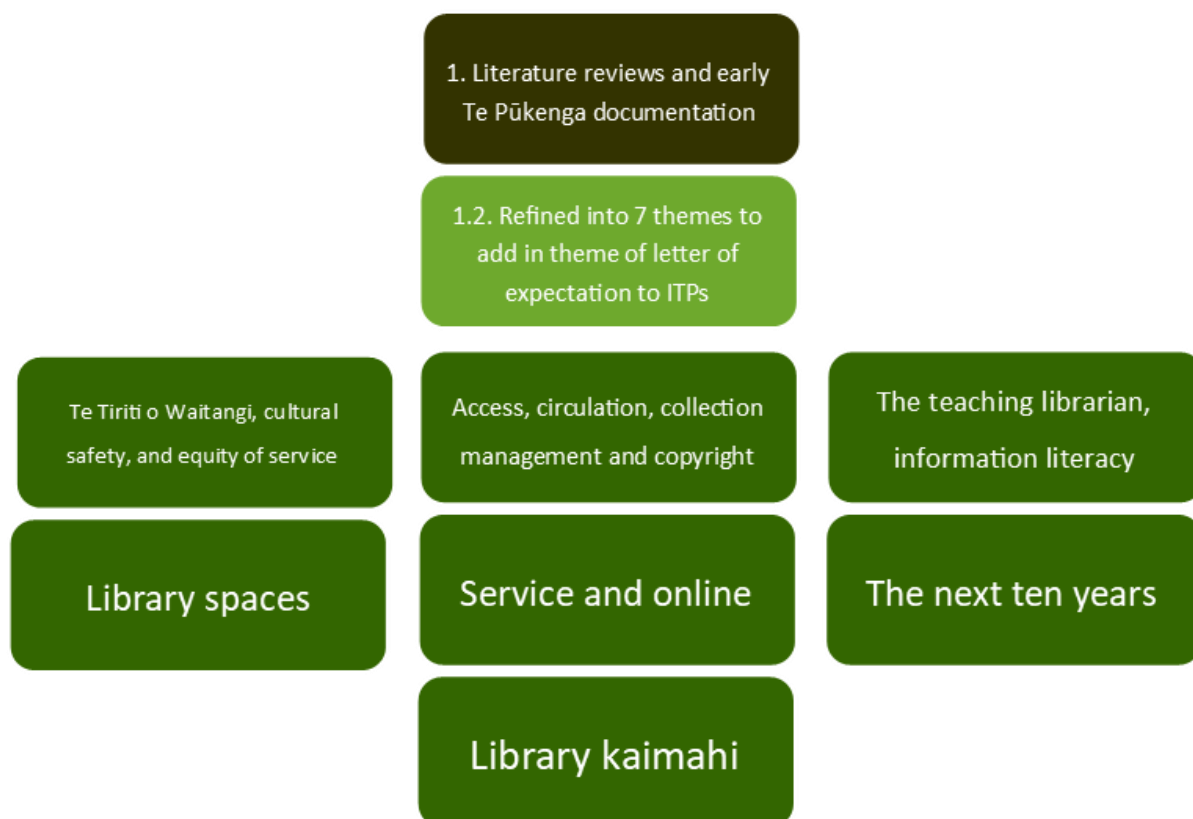 1. Literature reviews and early
Te Pūkenga documentation
1.2. Refined into 7 themes to
add in theme of letter of
expectation to ITPs
Te Tiriti o Waitangi, cultural
safety, and equity of service
Access, circulation, collection
management and copyright
The teaching librarian,
information literacy
Library spaces
Service and online
The next ten years
Library kaimahi